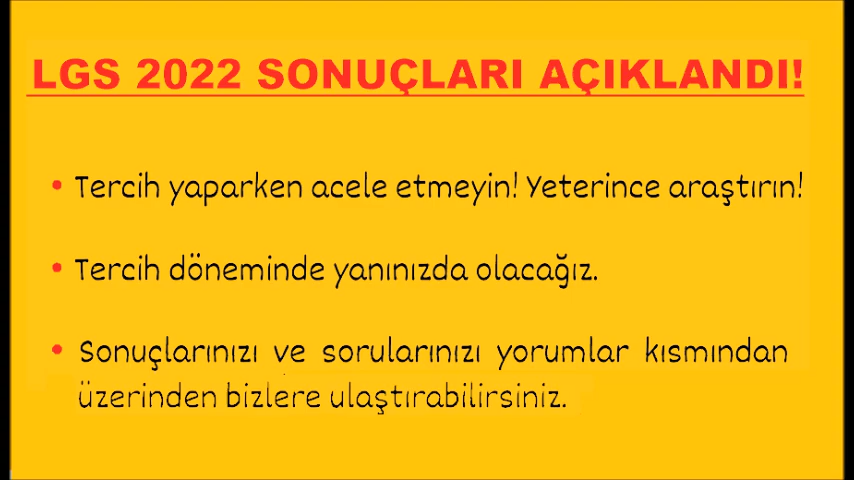 LGS 2022 SONUÇLARI AÇIKLANDI!
• Tercih yaparken acele etmeyin! Yeterince araştırın!
• Tercih döneminde yanınızda olacağız.
• Sonuçlarınızı ve sorularınızı yorumlar kısmından
üzerinden bizlere ulaştırabilirsiniz.